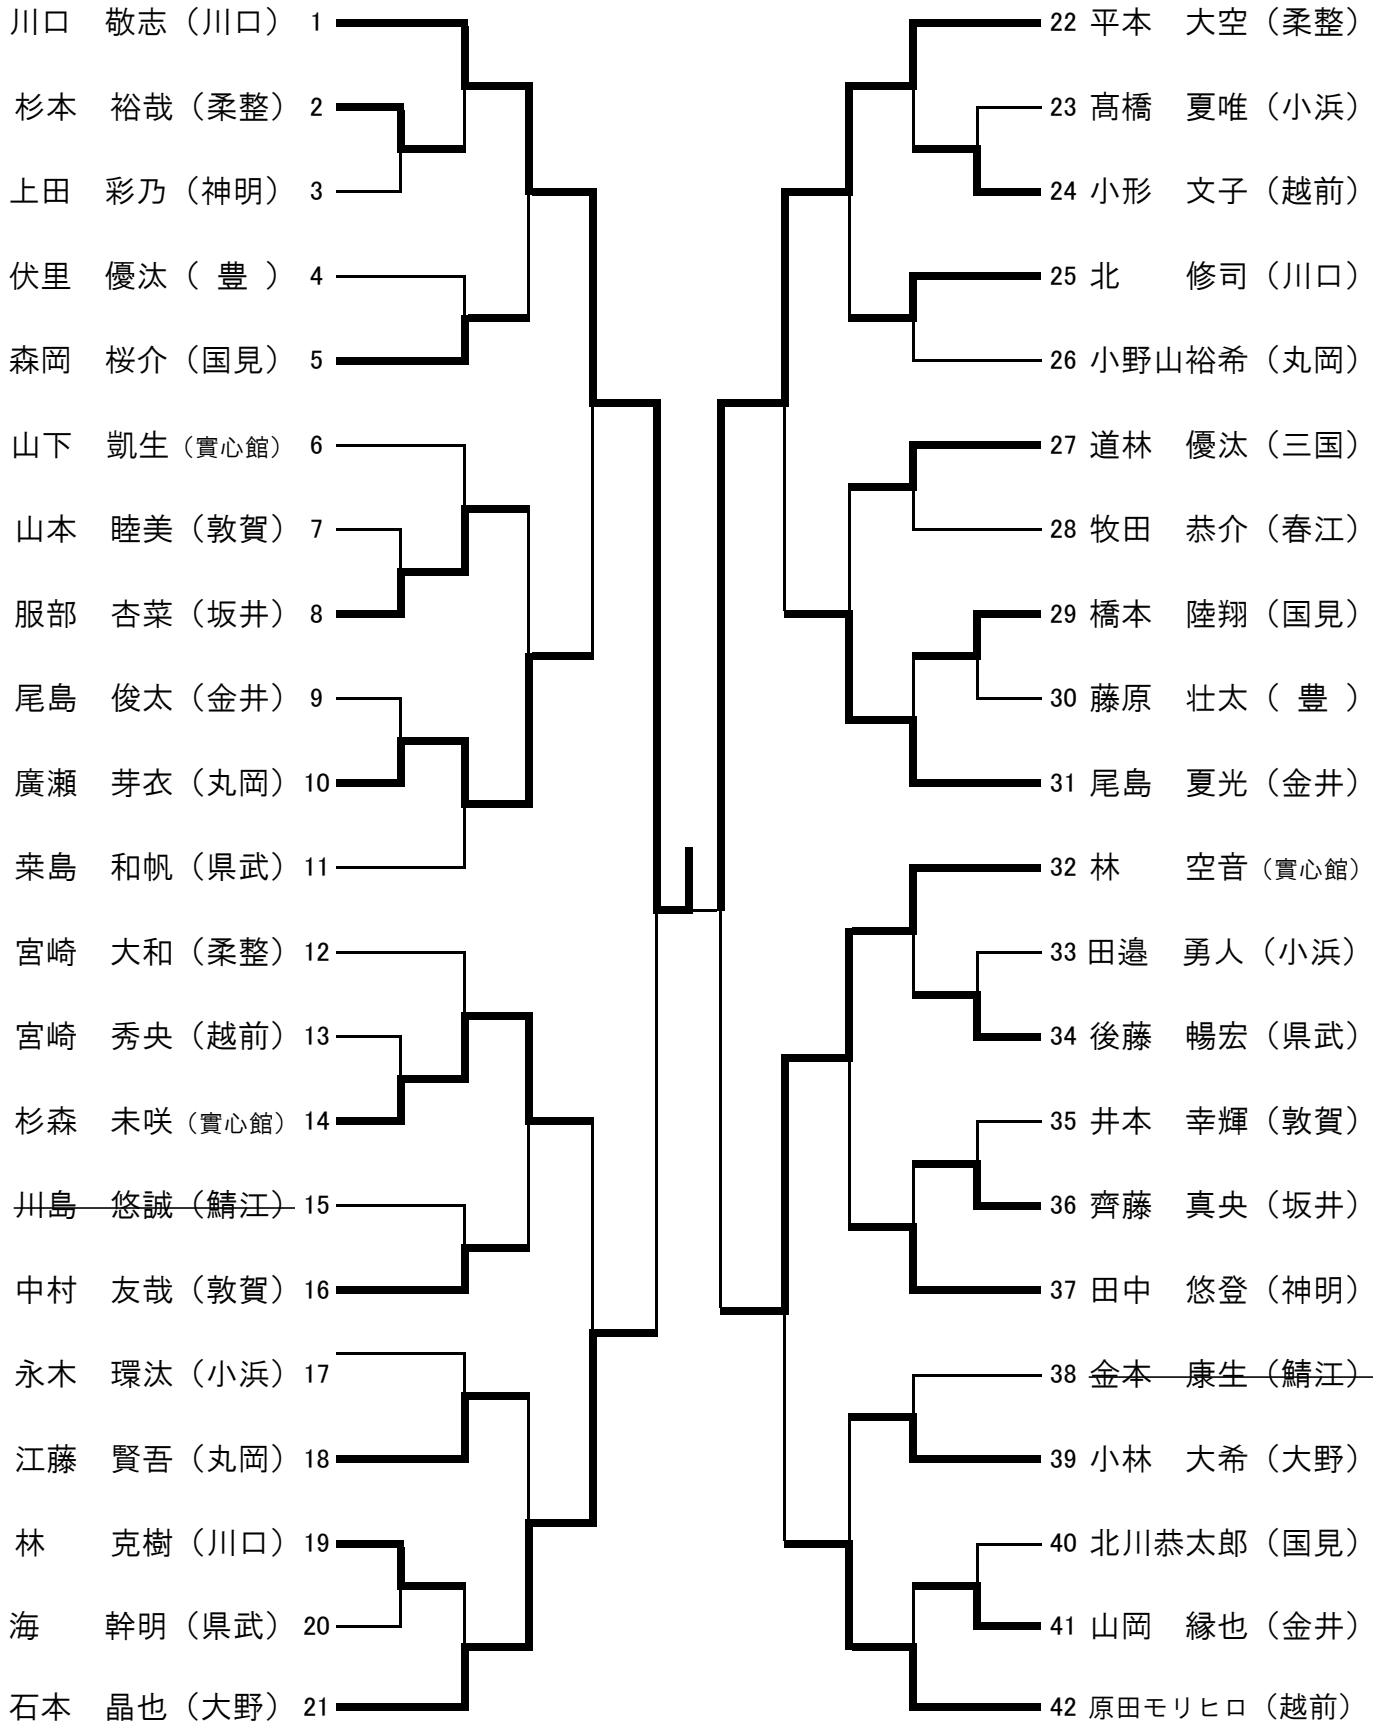 川口　敬志（川口） 1
杉本　裕哉（柔整） 2
上田　彩乃（神明） 3
伏里　優汰（ 豊 ） 4
森岡　桜介（国見） 5
山下　凱生（實心館） 6
山本　睦美（敦賀） 7
服部　杏菜（坂井） 8
尾島　俊太（金井） 9
廣瀬　芽衣（丸岡） 10
桒島　和帆（県武） 11
宮崎　大和（柔整） 12
宮崎　秀央（越前） 13
杉森　未咲（實心館） 14
川島　悠誠（鯖江） 15
中村　友哉（敦賀） 16
永木　環汰（小浜） 17
江藤　賢吾（丸岡） 18
林　　克樹（川口） 19
海　　幹明（県武） 20
石本　晶也（大野） 21
22 平本　大空（柔整）
23 髙橋　夏唯（小浜）
24 小形　文子（越前）
25 北　　修司（川口）
26 小野山裕希（丸岡）
27 道林　優汰（三国）
28 牧田　恭介（春江）
29 橋本　陸翔（国見）
30 藤原　壮太（ 豊 ）
31 尾島　夏光（金井）
32 林　　空音（實心館）
33 田邉　勇人（小浜）
34 後藤　暢宏（県武）
35 井本　幸輝（敦賀）
36 齊藤　真央（坂井）
37 田中　悠登（神明）
38 金本　康生（鯖江）
39 小林　大希（大野）
40 北川恭太郎（国見）
41 山岡　縁也（金井）
42 原田モリヒロ（越前）